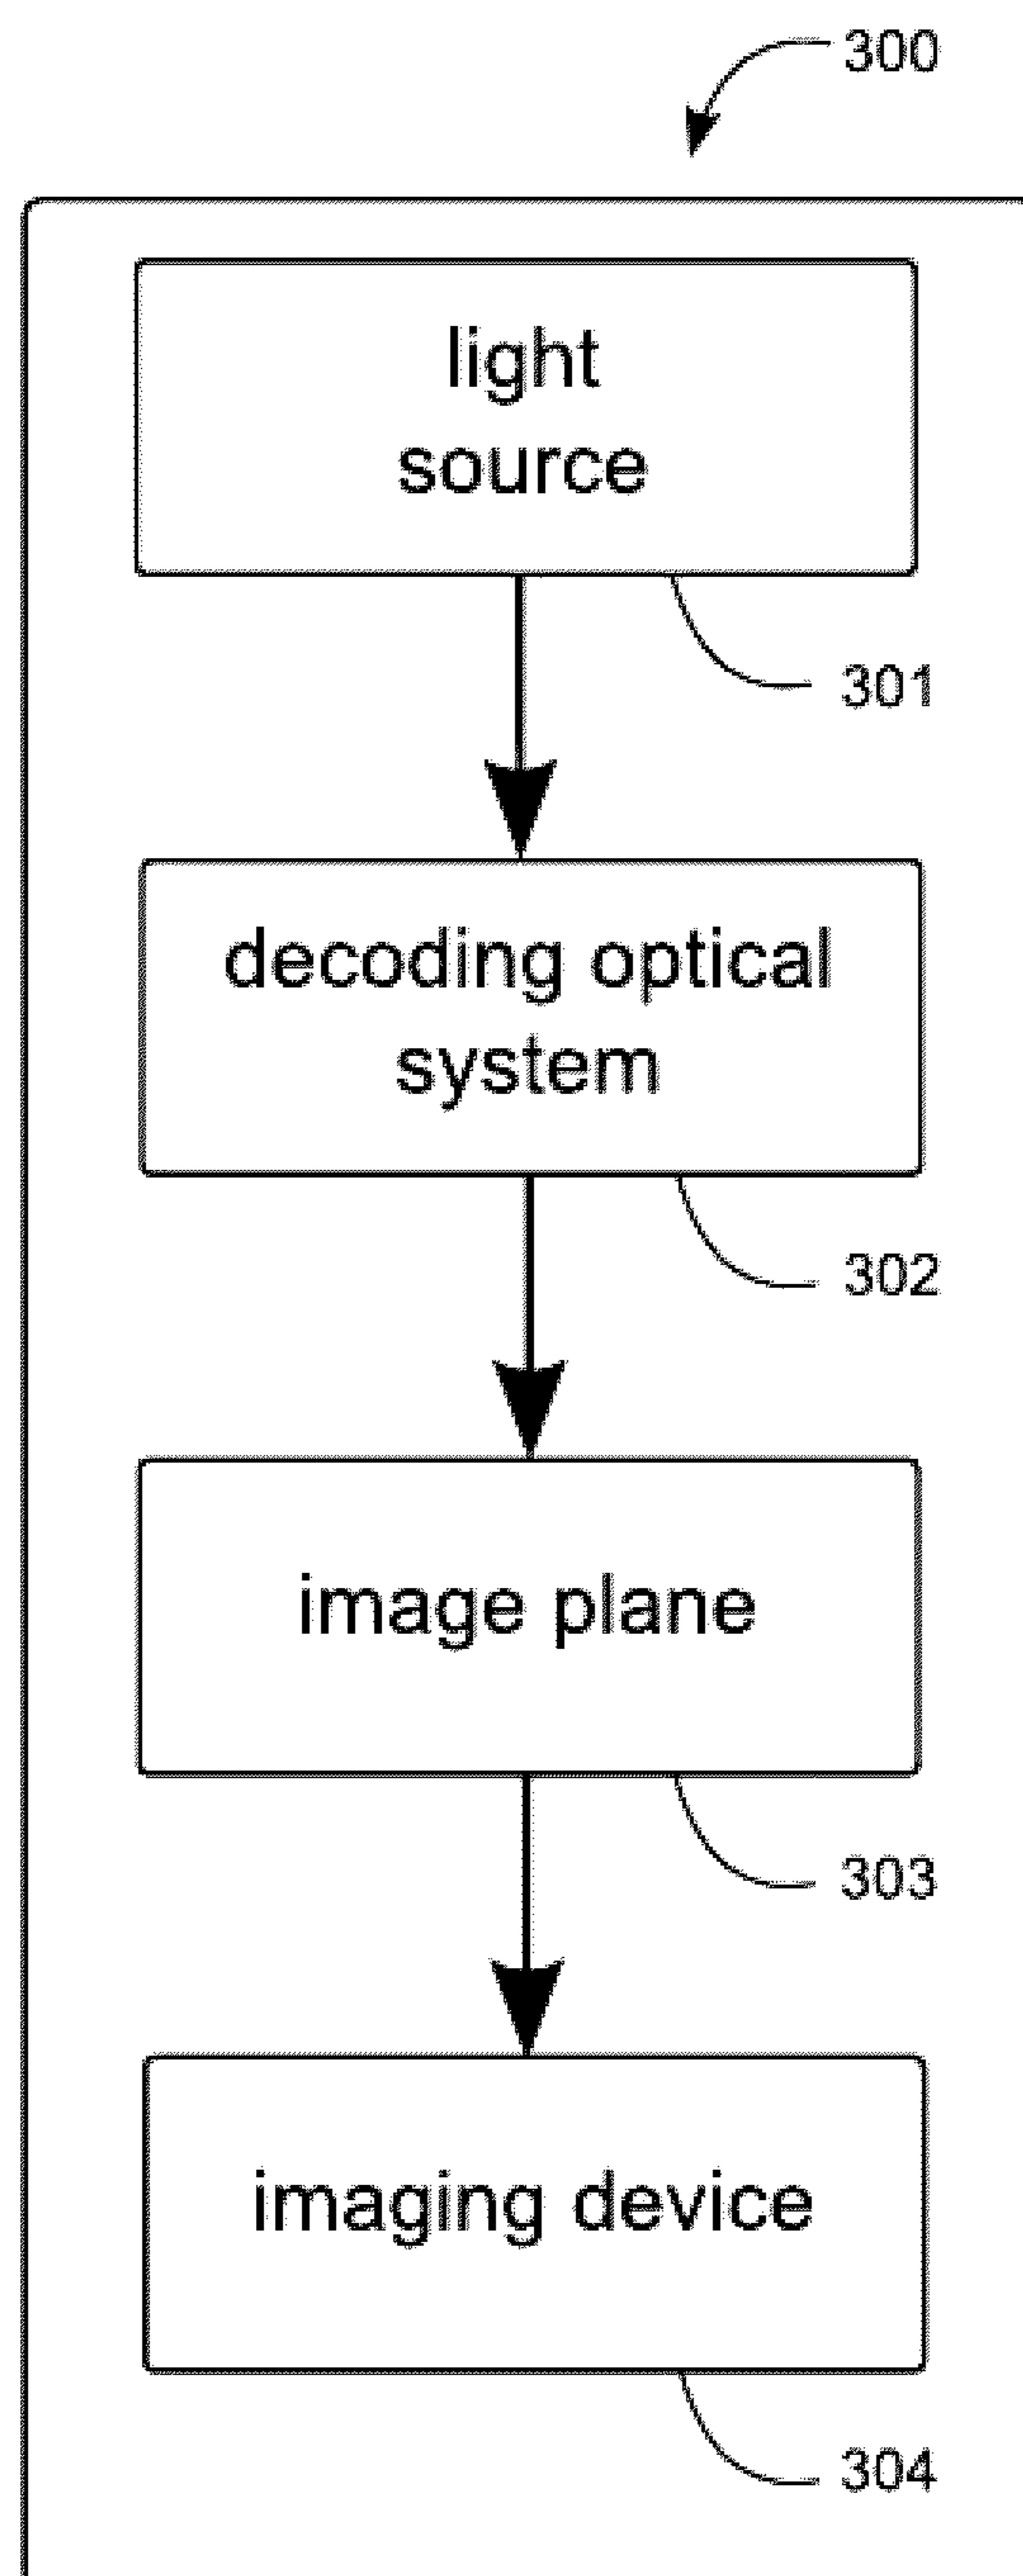 300
light
source
301
decoding optical
system
302
image plane
303
imaging device
304